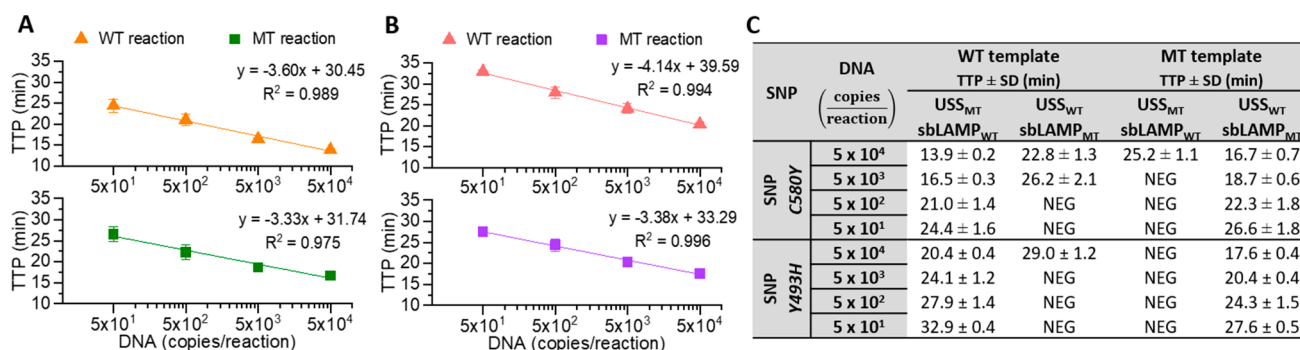 A
WT reaction MT reaction
y = -3.60x + 30.45
R² = 0.989
TTP (min)
35
30
25
20
15
10
5x10¹ 5x10² 5x10³ 5x10⁴
y = -3.33x + 31.74
R² = 0.975
TTP (min)
35
30
25
20
15
10
5x10¹ 5x10² 5x10³ 5x10⁴
DNA (copies/reaction)
B
WT reaction MT reaction
y = -4.14x + 39.59
R² = 0.994
TTP (min)
35
30
25
20
15
10
5x10¹ 5x10² 5x10³ 5x10⁴
y = -3.38x + 33.29
R² = 0.996
TTP (min)
35
30
25
20
15
10
5x10¹ 5x10² 5x10³ 5x10⁴
DNA (copies/reaction)
C
SNP DNA (copies/reaction) WT template MT template
TTP ± SD (min) TTP ± SD (min)
USS_MT USS_WT USS_MT USS_WT
sbLAMP_WT sbLAMP_MT sbLAMP_WT sbLAMP_MT
SNP C580Y
5 x 10⁴ 13.9 ± 0.2 22.8 ± 1.3 25.2 ± 1.1 16.7 ± 0.7
5 x 10³ 16.5 ± 0.3 26.2 ± 2.1 NEG 18.7 ± 0.6
5 x 10² 21.0 ± 1.4 NEG NEG 22.3 ± 1.8
5 x 10¹ 24.4 ± 1.6 NEG NEG 26.6 ± 1.8
SNP Y493H
5 x 10⁴ 20.4 ± 0.4 29.0 ± 1.2 NEG 17.6 ± 0.4
5 x 10³ 24.1 ± 1.2 NEG NEG 20.4 ± 0.4
5 x 10² 27.9 ± 1.4 NEG NEG 24.3 ± 1.5
5 x 10¹ 32.9 ± 0.4 NEG NEG 27.6 ± 0.5